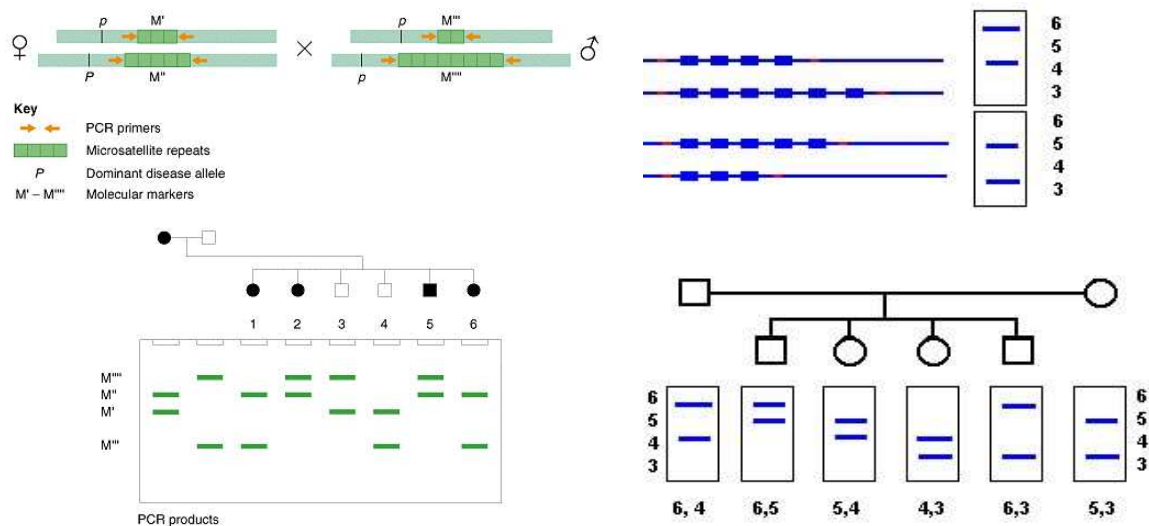 p M' p M'''
♀ × ♂
P M'' p M''''
Key
PCR primers
Microsatellite repeats
P Dominant disease allele
M' – M'''' Molecular markers
1 2 3 4 5 6
M''''
M''
M'
M'''
PCR products
6
5
4
3
6
5
4
3
6
5
4
3
6
5
4
3
6, 4 6,5 5,4 4,3 6,3 5,3